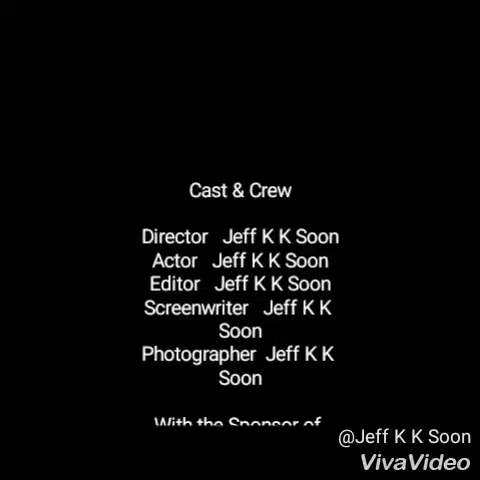 Cast & Crew
Director Jeff K K Soon
Actor Jeff K K Soon
Editor Jeff K K Soon
Screenwriter Jeff K K
Soon
Photographer Jeff K K
Soon
With the Sponsor of
@Jeff K K Soon
VivaVideo